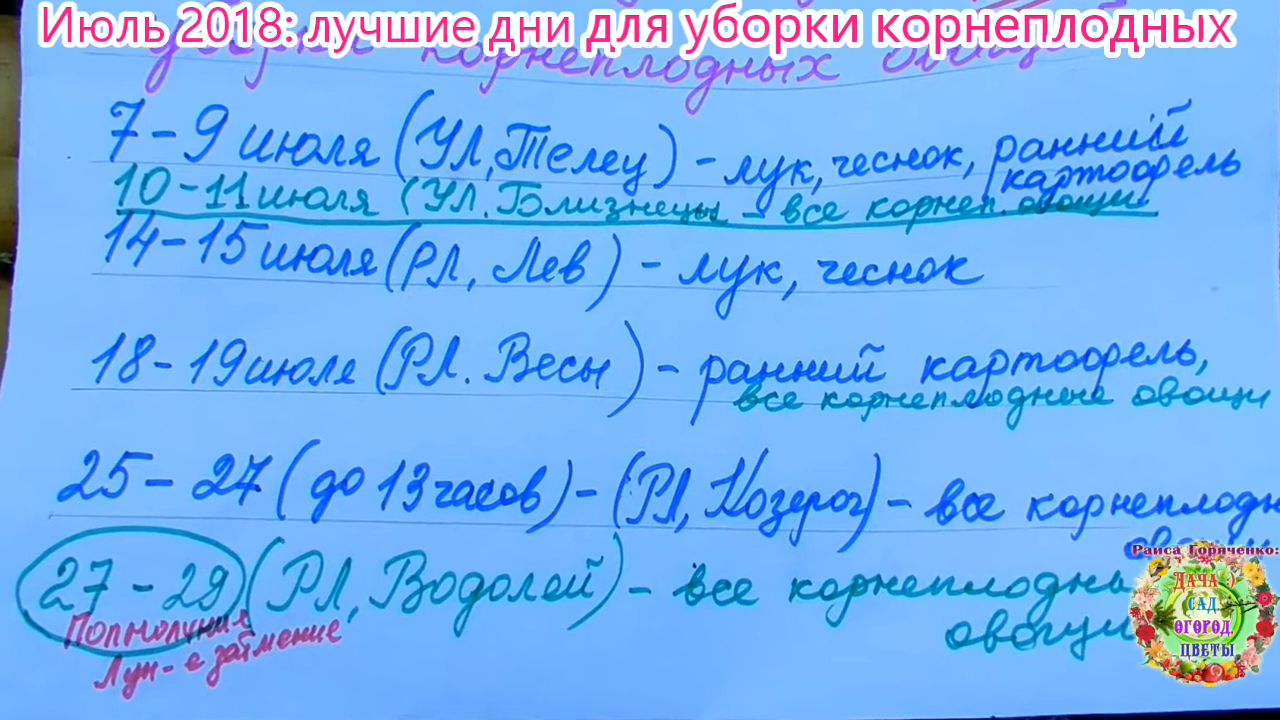 Июль 2018: лучшие дни для уборки корнеплодных
уборки корнеплодных овощ
7-9 июля (УЛ, Телец) - лук, чеснок, ранний
картофель
10-11 июля (УЛ. Близнецы - все корнеп. овощи
14-15 июля (РЛ, Лев) - лук, чеснок
18-19 июля (РЛ. Весы) - ранний картофель,
все корнеплодные овощи
25-27 (до 13 часов) - (РЛ, Козерог) - все корнеплодн
27-29 (РЛ, Водолей) - все корнеплодны
овощи
Лун-е затмение
Раиса Горяченко:
ДАЧА :)
САД,
ОГОРОД,
ЦВЕТЫ